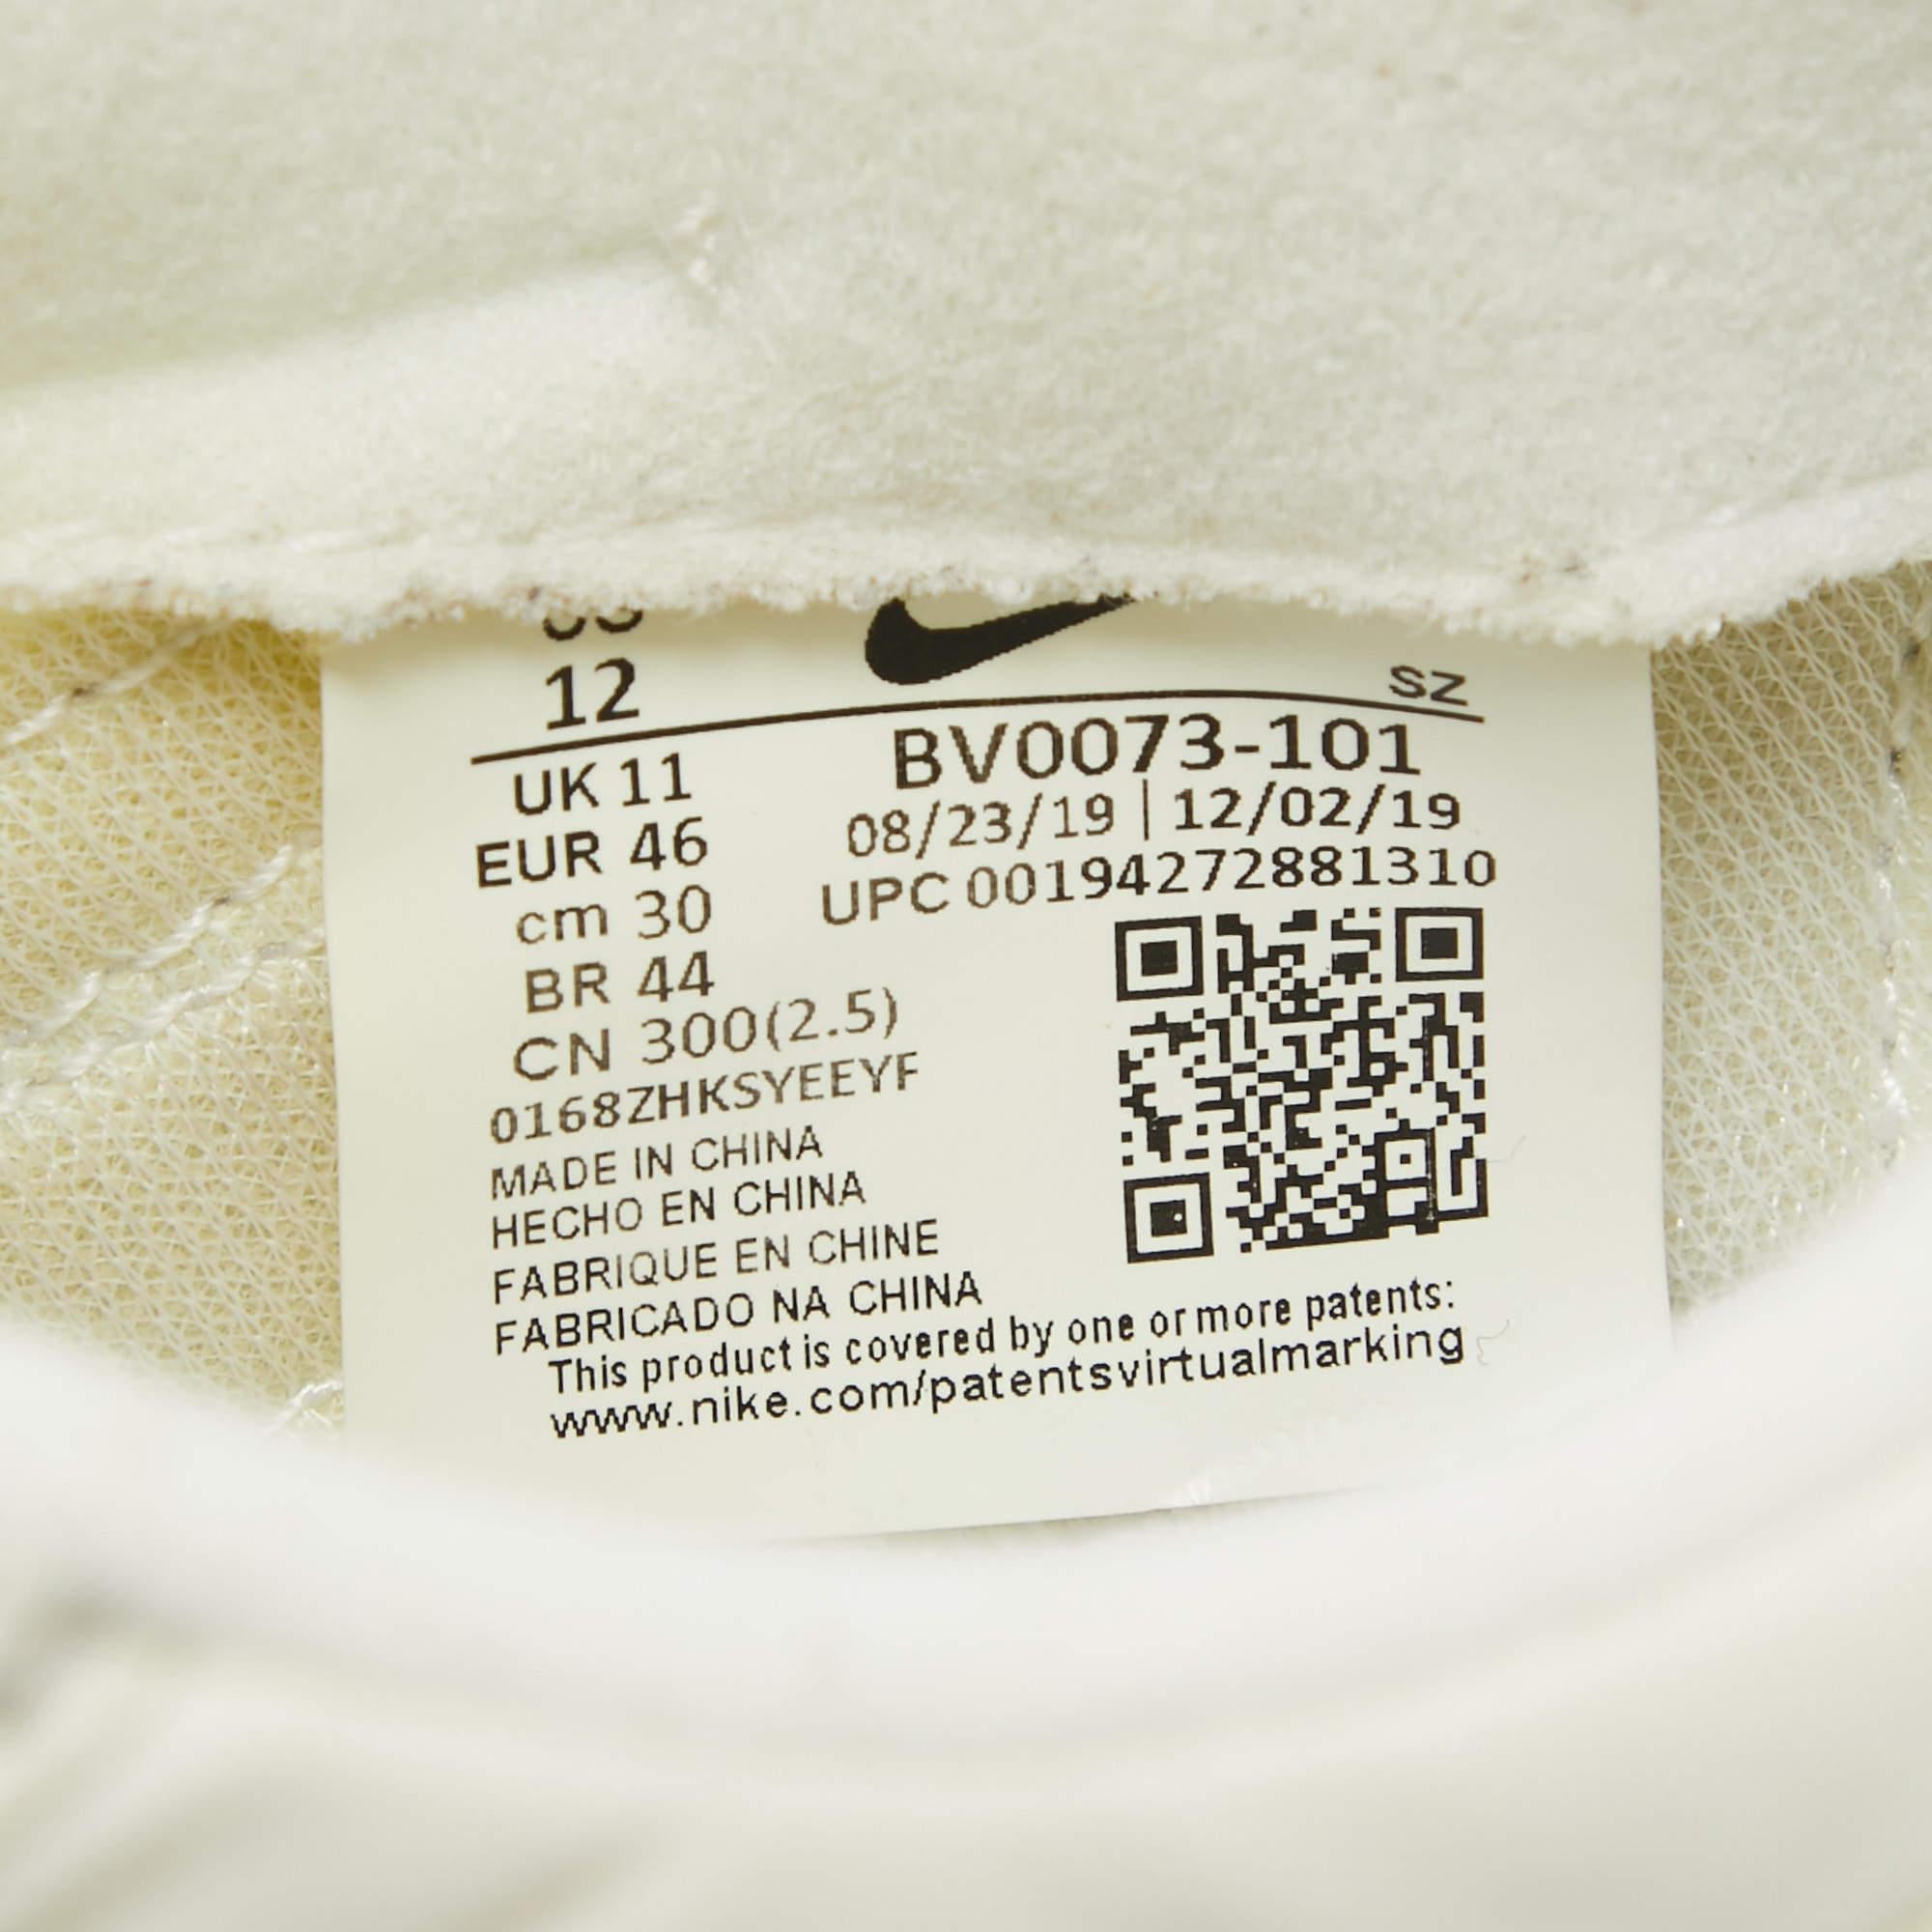 12
SZ
UK 11
BV0073-101
EUR 46
08/23/19 | 12/02/19
cm 30
UPC 00194272881310
BR 44
CN 300(2.5)
0168ZHKSYEEYF
MADE IN CHINA
HECHO EN CHINA
FABRIQUE EN CHINE
FABRICADO NA CHINA
This product is covered by one or more patents:
www.nike.com/patentsvirtualmarking